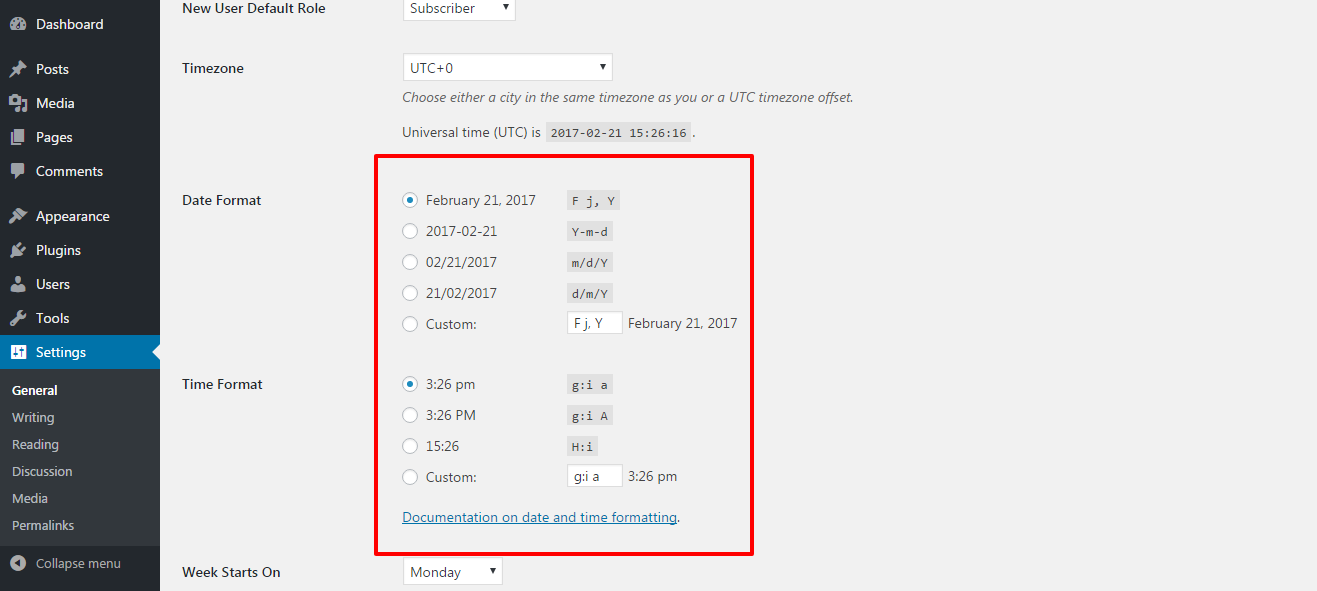 Dashboard
Posts
Media
Pages
Comments
Appearance
Plugins
Users
Tools
Settings
General
Writing
Reading
Discussion
Media
Permalinks
Collapse menu
New User Default Role Subscriber
Timezone UTC+0
Choose either a city in the same timezone as you or a UTC timezone offset.
Universal time (UTC) is 2017-02-21 15:26:16 .
Date Format February 21, 2017 F j, Y
2017-02-21 Y-m-d
02/21/2017 m/d/Y
21/02/2017 d/m/Y
Custom: F j, Y February 21, 2017
Time Format 3:26 pm g:i a
3:26 PM g:i A
15:26 H:i
Custom: g:i a 3:26 pm
Documentation on date and time formatting.
Week Starts On Monday